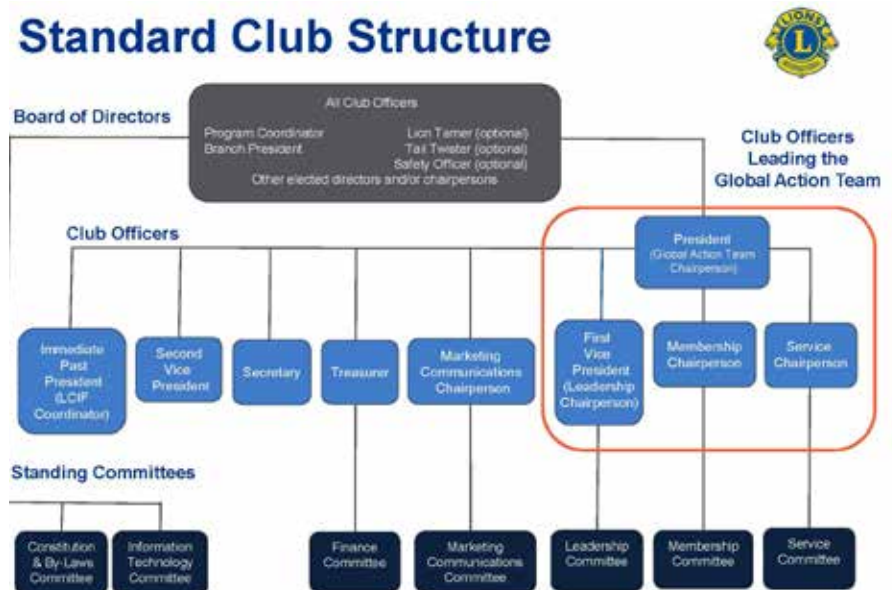 Standard Club Structure
LIONS
L
All Club Officers
Board of Directors
Program Coordinator
Lion Tamer (optional)
Branch President
Tail Twister (optional)
Safety Officer (optional)
Other elected directors and/or chairpersons
Club Officers
Leading the
Global Action Team
Club Officers
President
(Global Action Team
Chairperson)
Immediate
Past
President
(LCIF
Coordinator)
Second
Vice
President
Secretary
Treasurer
Marketing
Communications
Chairperson
First
Vice
President
(Leadership
Chairperson)
Membership
Chairperson
Service
Chairperson
Standing Committees
Constitution
& By-Laws
Committee
Information
Technology
Committee
Finance
Committee
Marketing
Communications
Committee
Leadership
Committee
Membership
Committee
Service
Committee